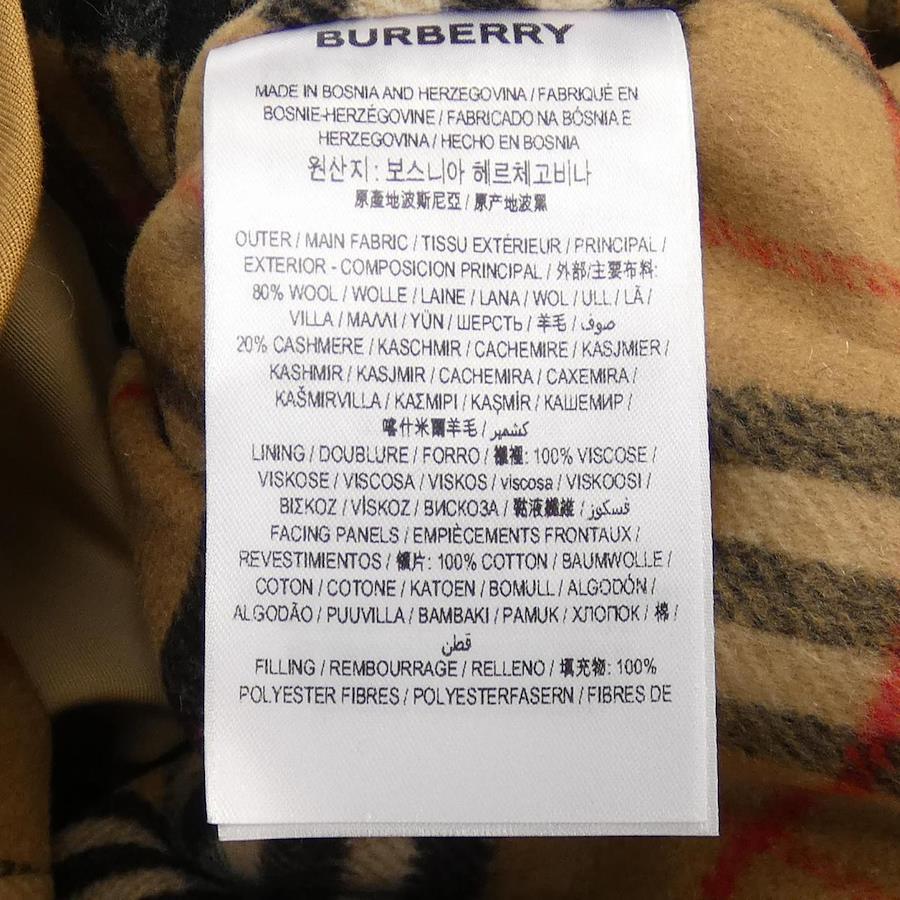 BURBERRY
MADE IN BOSNIA AND HERZEGOVINA / FABRIQUÉ EN
BOSNIE-HERZÉGOVINE / FABRICADO NA BÓSNIA E
HERZEGOVINA / HECHO EN BOSNIA
원산지 : 보스니아 헤르체고비나
原產地波斯尼亞 / 原产地波黑
OUTER / MAIN FABRIC / TISSU EXTÉRIEUR / PRINCIPAL /
EXTERIOR - COMPOSICION PRINCIPAL / 外部/主要布料:
80% WOOL / WOLLE / LAINE / LANA / WOL / ULL / LÃ /
VILLA / ΜΑΛΛΙ / YÜN / ШЕРСТЬ / 羊毛 / صوف
20% CASHMERE / KASCHMIR / CACHEMIRE / KASJMIER /
KASHMIR / KASJMIR / CACHEMIRA / CAXEMIRA /
KAŠMIRVILLA / ΚΑΣΜΙΡΙ / KAŞMİR / КАШЕМИР /
喀什米爾羊毛 / كشمير
LINING / DOUBLURE / FORRO / 襯裡: 100% VISCOSE /
VISKOSE / VISCOSA / VISKOS / viscosa / VISKOOSI /
ΒΙΣΚΟΖ / VİSKOZ / ВИСКОЗА / 黏液纖維 / فسكوز
FACING PANELS / EMPIÈCEMENTS FRONTAUX /
REVESTIMIENTOS / 領片: 100% COTTON / BAUMWOLLE /
COTON / COTONE / KATOEN / BOMULL / ALGODÓN /
ALGODÃO / PUUVILLA / ΒΑΜΒΑΚΙ / PAMUK / ХЛОПОК / 棉 /
قطن
FILLING / REMBOURRAGE / RELLENO / 填充物: 100%
POLYESTER FIBRES / POLYESTERFASERN / FIBRES DE